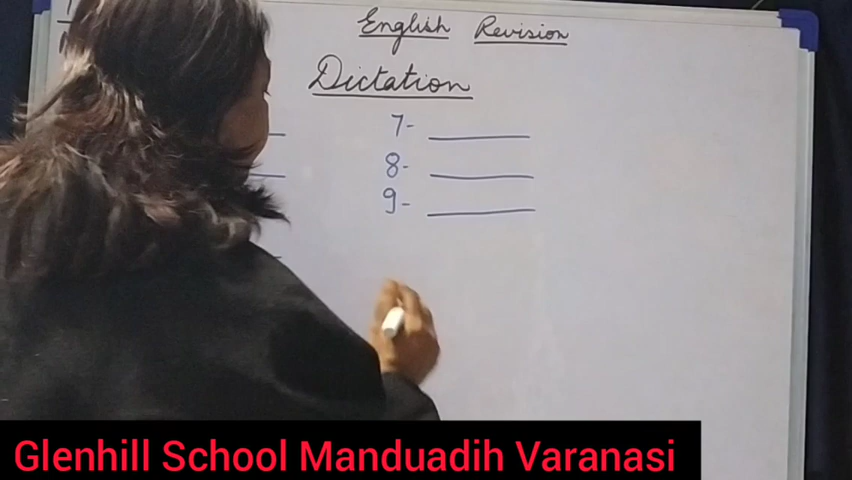 English Revision
Dictation
7-
8-
9-
Glenhill School Manduadih Varanasi